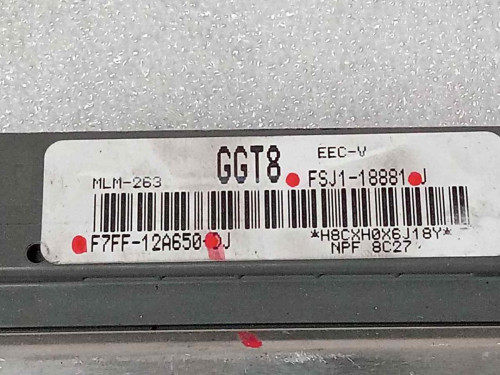 GGT8 EEC-V
MLM-263 FSJ1-18881 J
F7FF-12A650-DJ *H8CXH0X6J18Y*
NPF 8C27